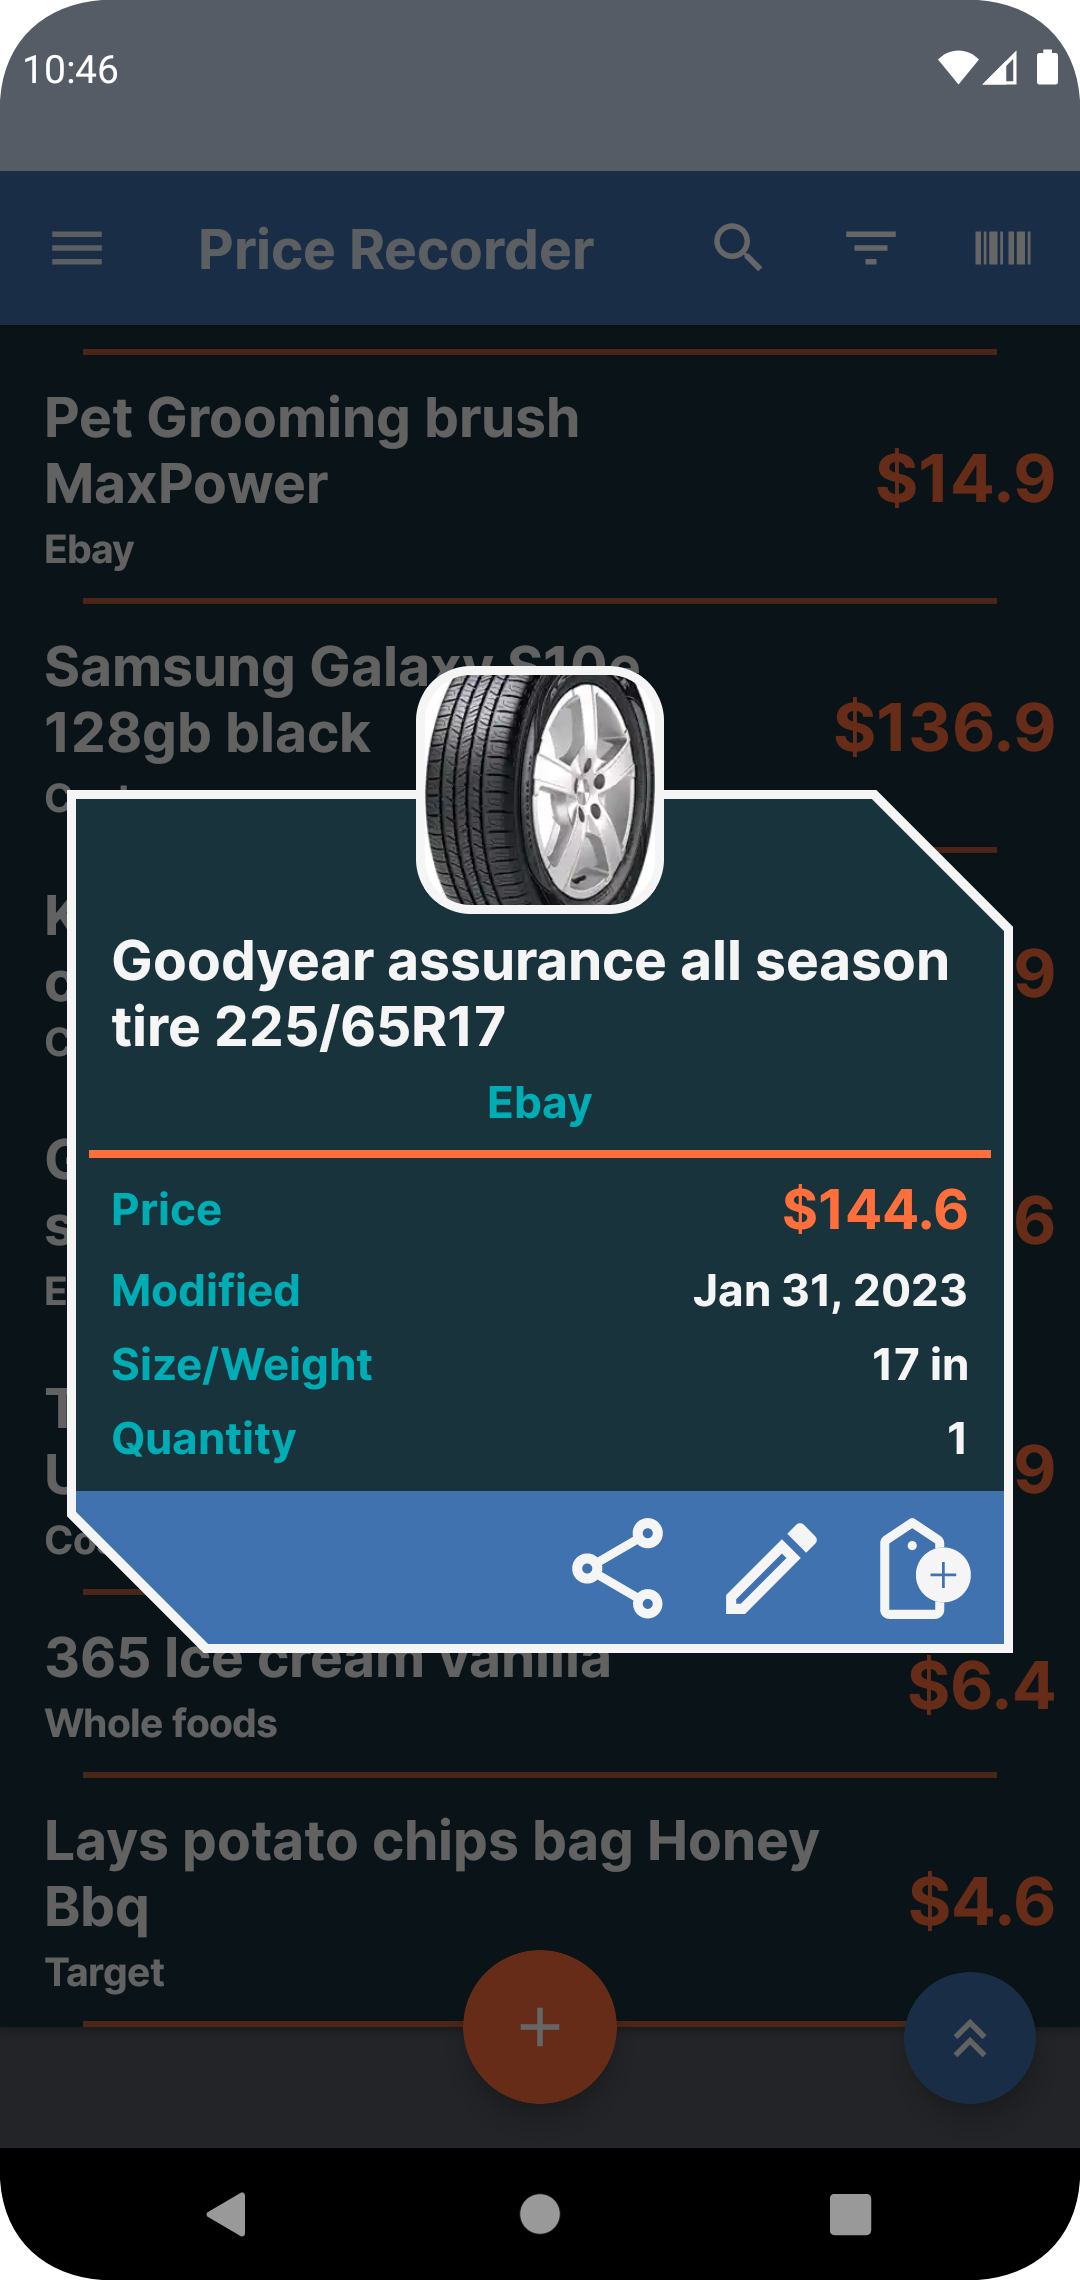 10:46
Price Recorder
Pet Grooming brush
MaxPower
$14.9
Ebay
Samsung Galaxy S10e
128gb black
$136.9
Goodyear assurance all season
tire 225/65R17
Ebay
Price
$144.6
Modified
Jan 31, 2023
Size/Weight
17 in
Quantity
1
365 Ice cream vanilla
$6.4
Whole foods
Lays potato chips bag Honey
Bbq
$4.6
Target